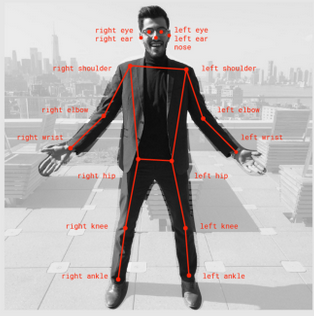 right eye left eye
right ear left ear
nose
right shoulder left shoulder
right elbow left elbow
right wrist left wrist
right hip left hip
right knee left knee
right ankle left ankle